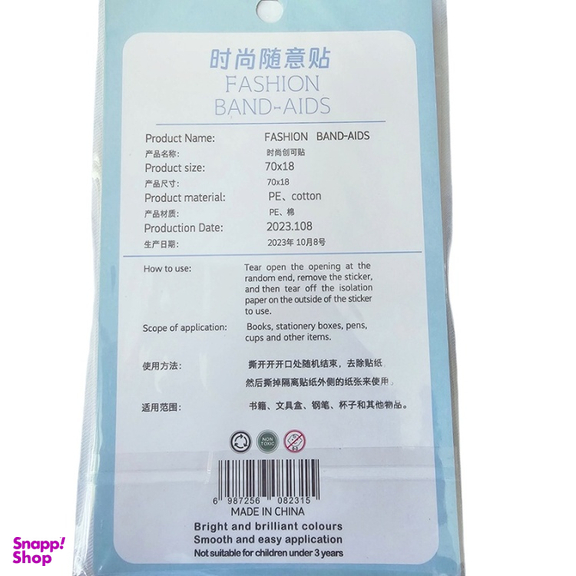 时尚随意贴
FASHION
BAND-AIDS
Product Name: FASHION BAND-AIDS
产品名称: 时尚创可贴
Product size: 70x18
产品尺寸: 70x18
Product material: PE、cotton
产品材质: PE、棉
Production Date: 2023.108
生产日期: 2023年 10月8号
How to use: Tear open the opening at the
random end, remove the sticker,
and then tear off the isolation
paper on the outside of the sticker
to use.
Scope of application: Books, stationery boxes, pens,
cups and other items.
使用方法: 撕开开开口处随机结束，去除贴纸
然后撕掉隔离贴纸外侧的纸张来使用。
适用范围: 书籍、文具盒、钢笔、杯子和其他物品。
NON
TOXIC
6 987256 082315
MADE IN CHINA
Bright and brilliant colours
Smooth and easy application
Not suitable for children under 3 years
Snapp!
Shop